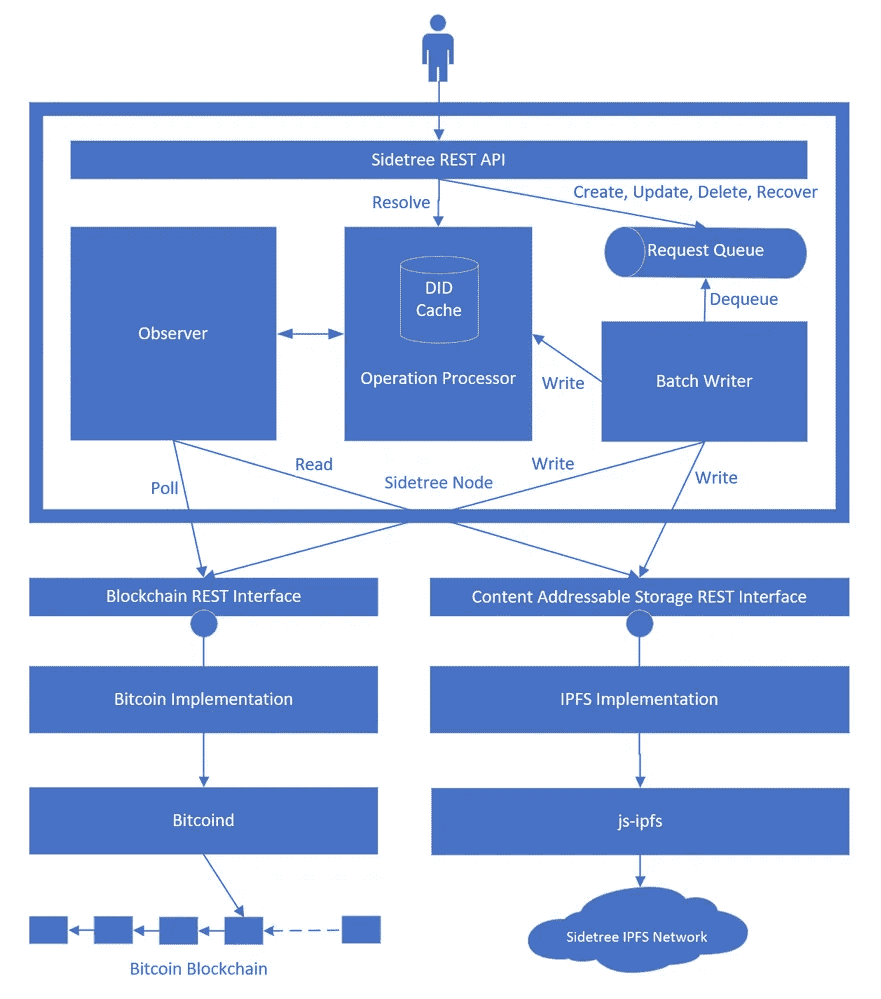 Sidetree REST API
Resolve
Create, Update, Delete, Recover
Request Queue
Dequeue
DID
Cache
Observer
Operation Processor
Write
Batch Writer
Poll
Read
Sidetree Node
Write
Write
Blockchain REST Interface
Content Addressable Storage REST Interface
Bitcoin Implementation
IPFS Implementation
Bitcoind
js-ipfs
Sidetree IPFS Network
Bitcoin Blockchain